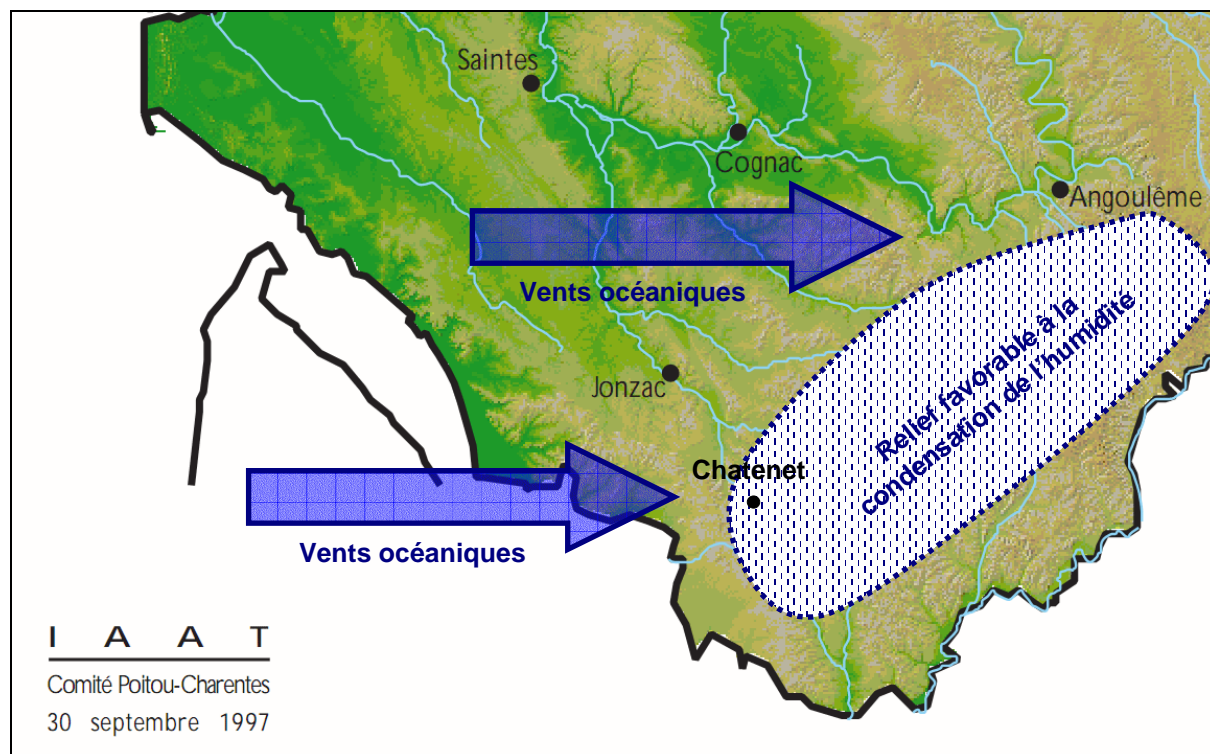 Saintes
Cognac
Angoulême
Vents océaniques
Relief favorable à la
condensation de l'humidité
Jonzac
Chatenet
Vents océaniques
I A A T
Comité Poitou-Charentes
30 septembre 1997